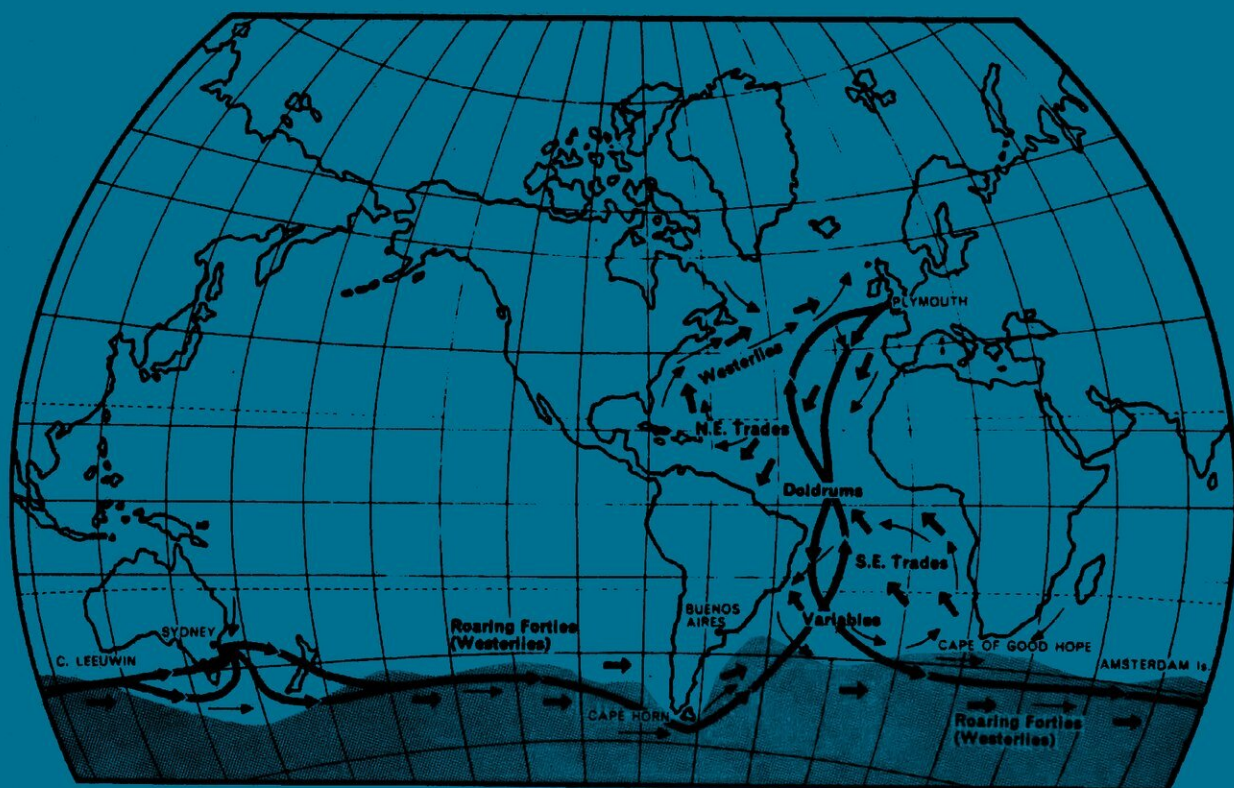 PLYMOUTH
Westerlies
N.E. Trades
Doldrums
S.E. Trades
BUENOS
AIRES
Variables
Roaring Forties
(Westerlies)
SYDNEY
C. LEEUWIN
CAPE OF GOOD HOPE
AMSTERDAM Is.
CAPE HORN
Roaring Forties
(Westerlies)